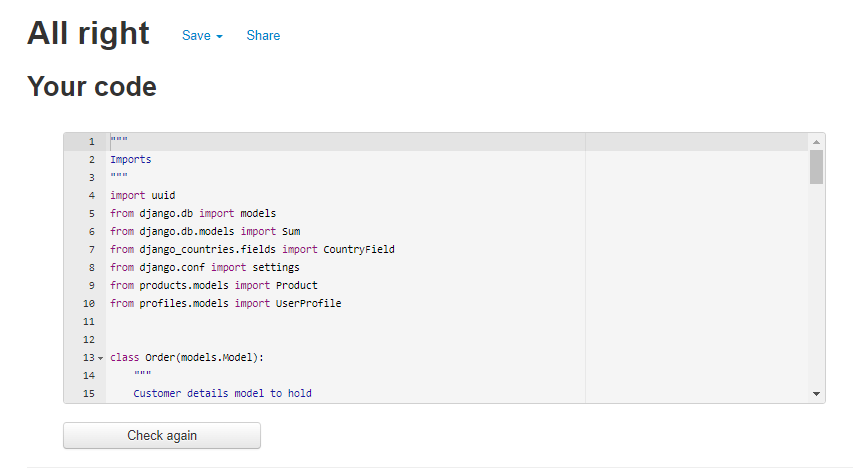 All right Save Share
Your code
1 """
2 Imports
3 """
4 import uuid
5 from django.db import models
6 from django.db.models import Sum
7 from django_countries.fields import CountryField
8 from django.conf import settings
9 from products.models import Product
10 from profiles.models import UserProfile
11
12
13 class Order(models.Model):
14 """
15 Customer details model to hold
Check again